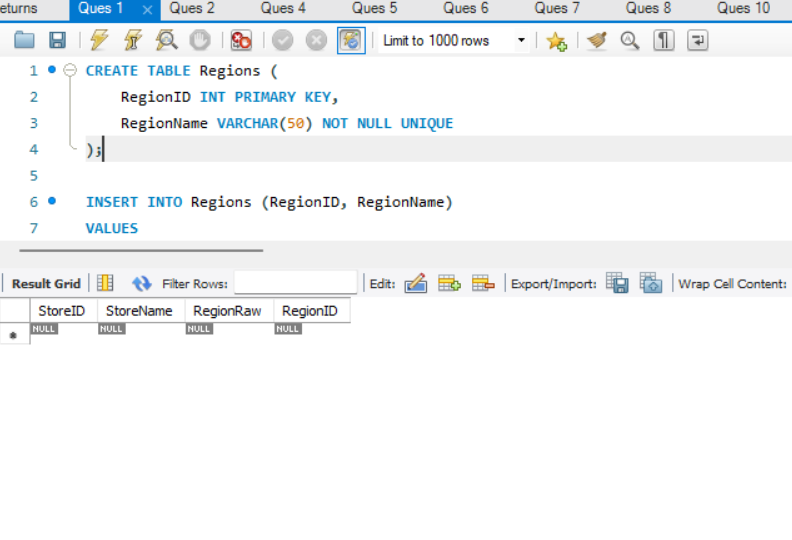 eturns Ques 1 Ques 2 Ques 4 Ques 5 Ques 6 Ques 7 Ques 8 Ques 10
Limit to 1000 rows
1 CREATE TABLE Regions (
2 RegionID INT PRIMARY KEY,
3 RegionName VARCHAR(50) NOT NULL UNIQUE
4 );
5
6 INSERT INTO Regions (RegionID, RegionName)
7 VALUES
Result Grid Filter Rows: Edit: Export/Import: Wrap Cell Content:
StoreID StoreName RegionRaw RegionID
NULL NULL NULL NULL